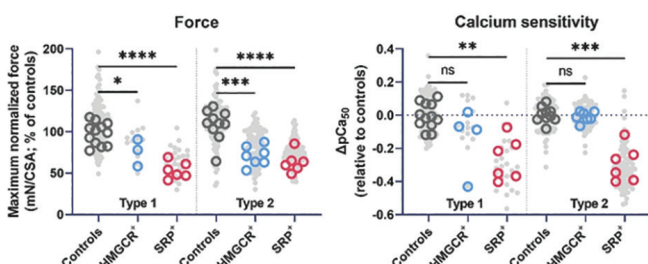 Force
Maximum normalized force
(mN/CSA; % of controls)
200
150
100
50
0
****
*
****
***
Type 1
Type 2
Controls
HMGCR⁺
SRP⁺
Controls
HMGCR⁺
SRP⁺
Calcium sensitivity
ΔpCa₅₀
(relative to controls)
0.4
0.2
0.0
-0.2
-0.4
-0.6
**
ns
***
ns
Type 1
Type 2
Controls
HMGCR⁺
SRP⁺
Controls
HMGCR⁺
SRP⁺